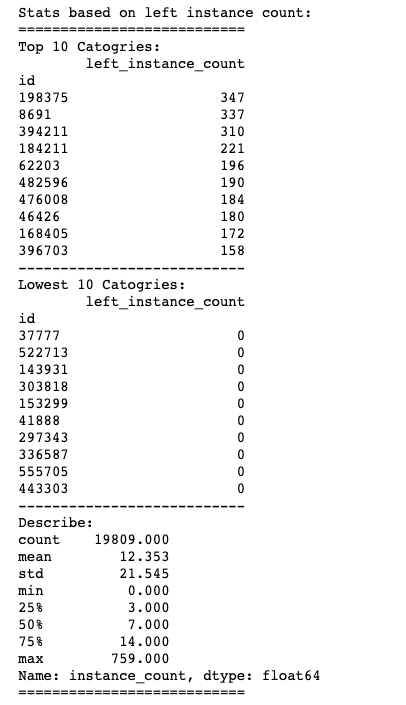 Stats based on left instance count:
===========================
Top 10 Catogries:
left_instance_count
id
198375 347
8691 337
394211 310
184211 221
62203 196
482596 190
476008 184
46426 180
168405 172
396703 158
---------------------------
Lowest 10 Catogries:
left_instance_count
id
37777 0
522713 0
143931 0
303818 0
153299 0
41888 0
297343 0
336587 0
555705 0
443303 0
---------------------------
Describe:
count 19809.000
mean 12.353
std 21.545
min 0.000
25% 3.000
50% 7.000
75% 14.000
max 759.000
Name: instance_count, dtype: float64
===========================